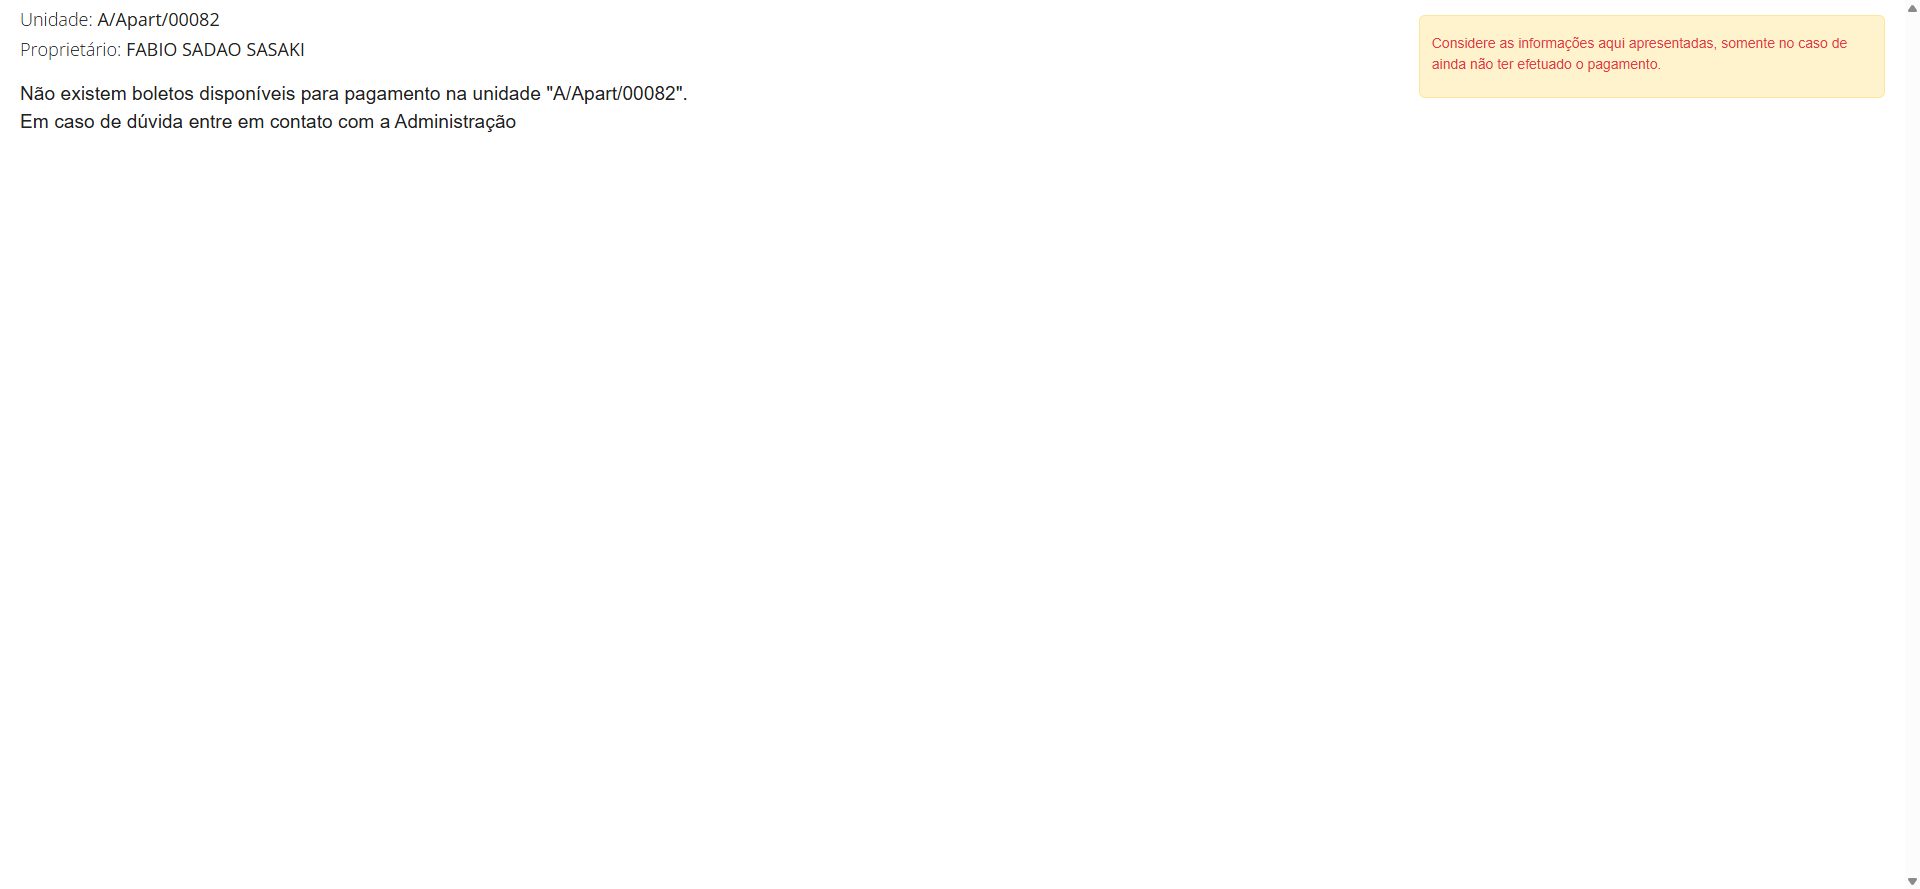 Unidade: A/Apart/00082
Proprietário: FABIO SADAO SASAKI
Não existem boletos disponíveis para pagamento na unidade "A/Apart/00082".
Em caso de dúvida entre em contato com a Administração
Considere as informações aqui apresentadas, somente no caso de
ainda não ter efetuado o pagamento.